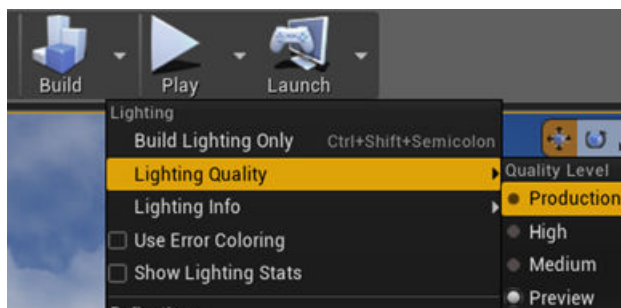 Build Play Launch
Lighting
Build Lighting Only Ctrl+Shift+Semicolon
Lighting Quality
Lighting Info
Use Error Coloring
Show Lighting Stats
Quality Level
Production
High
Medium
Preview